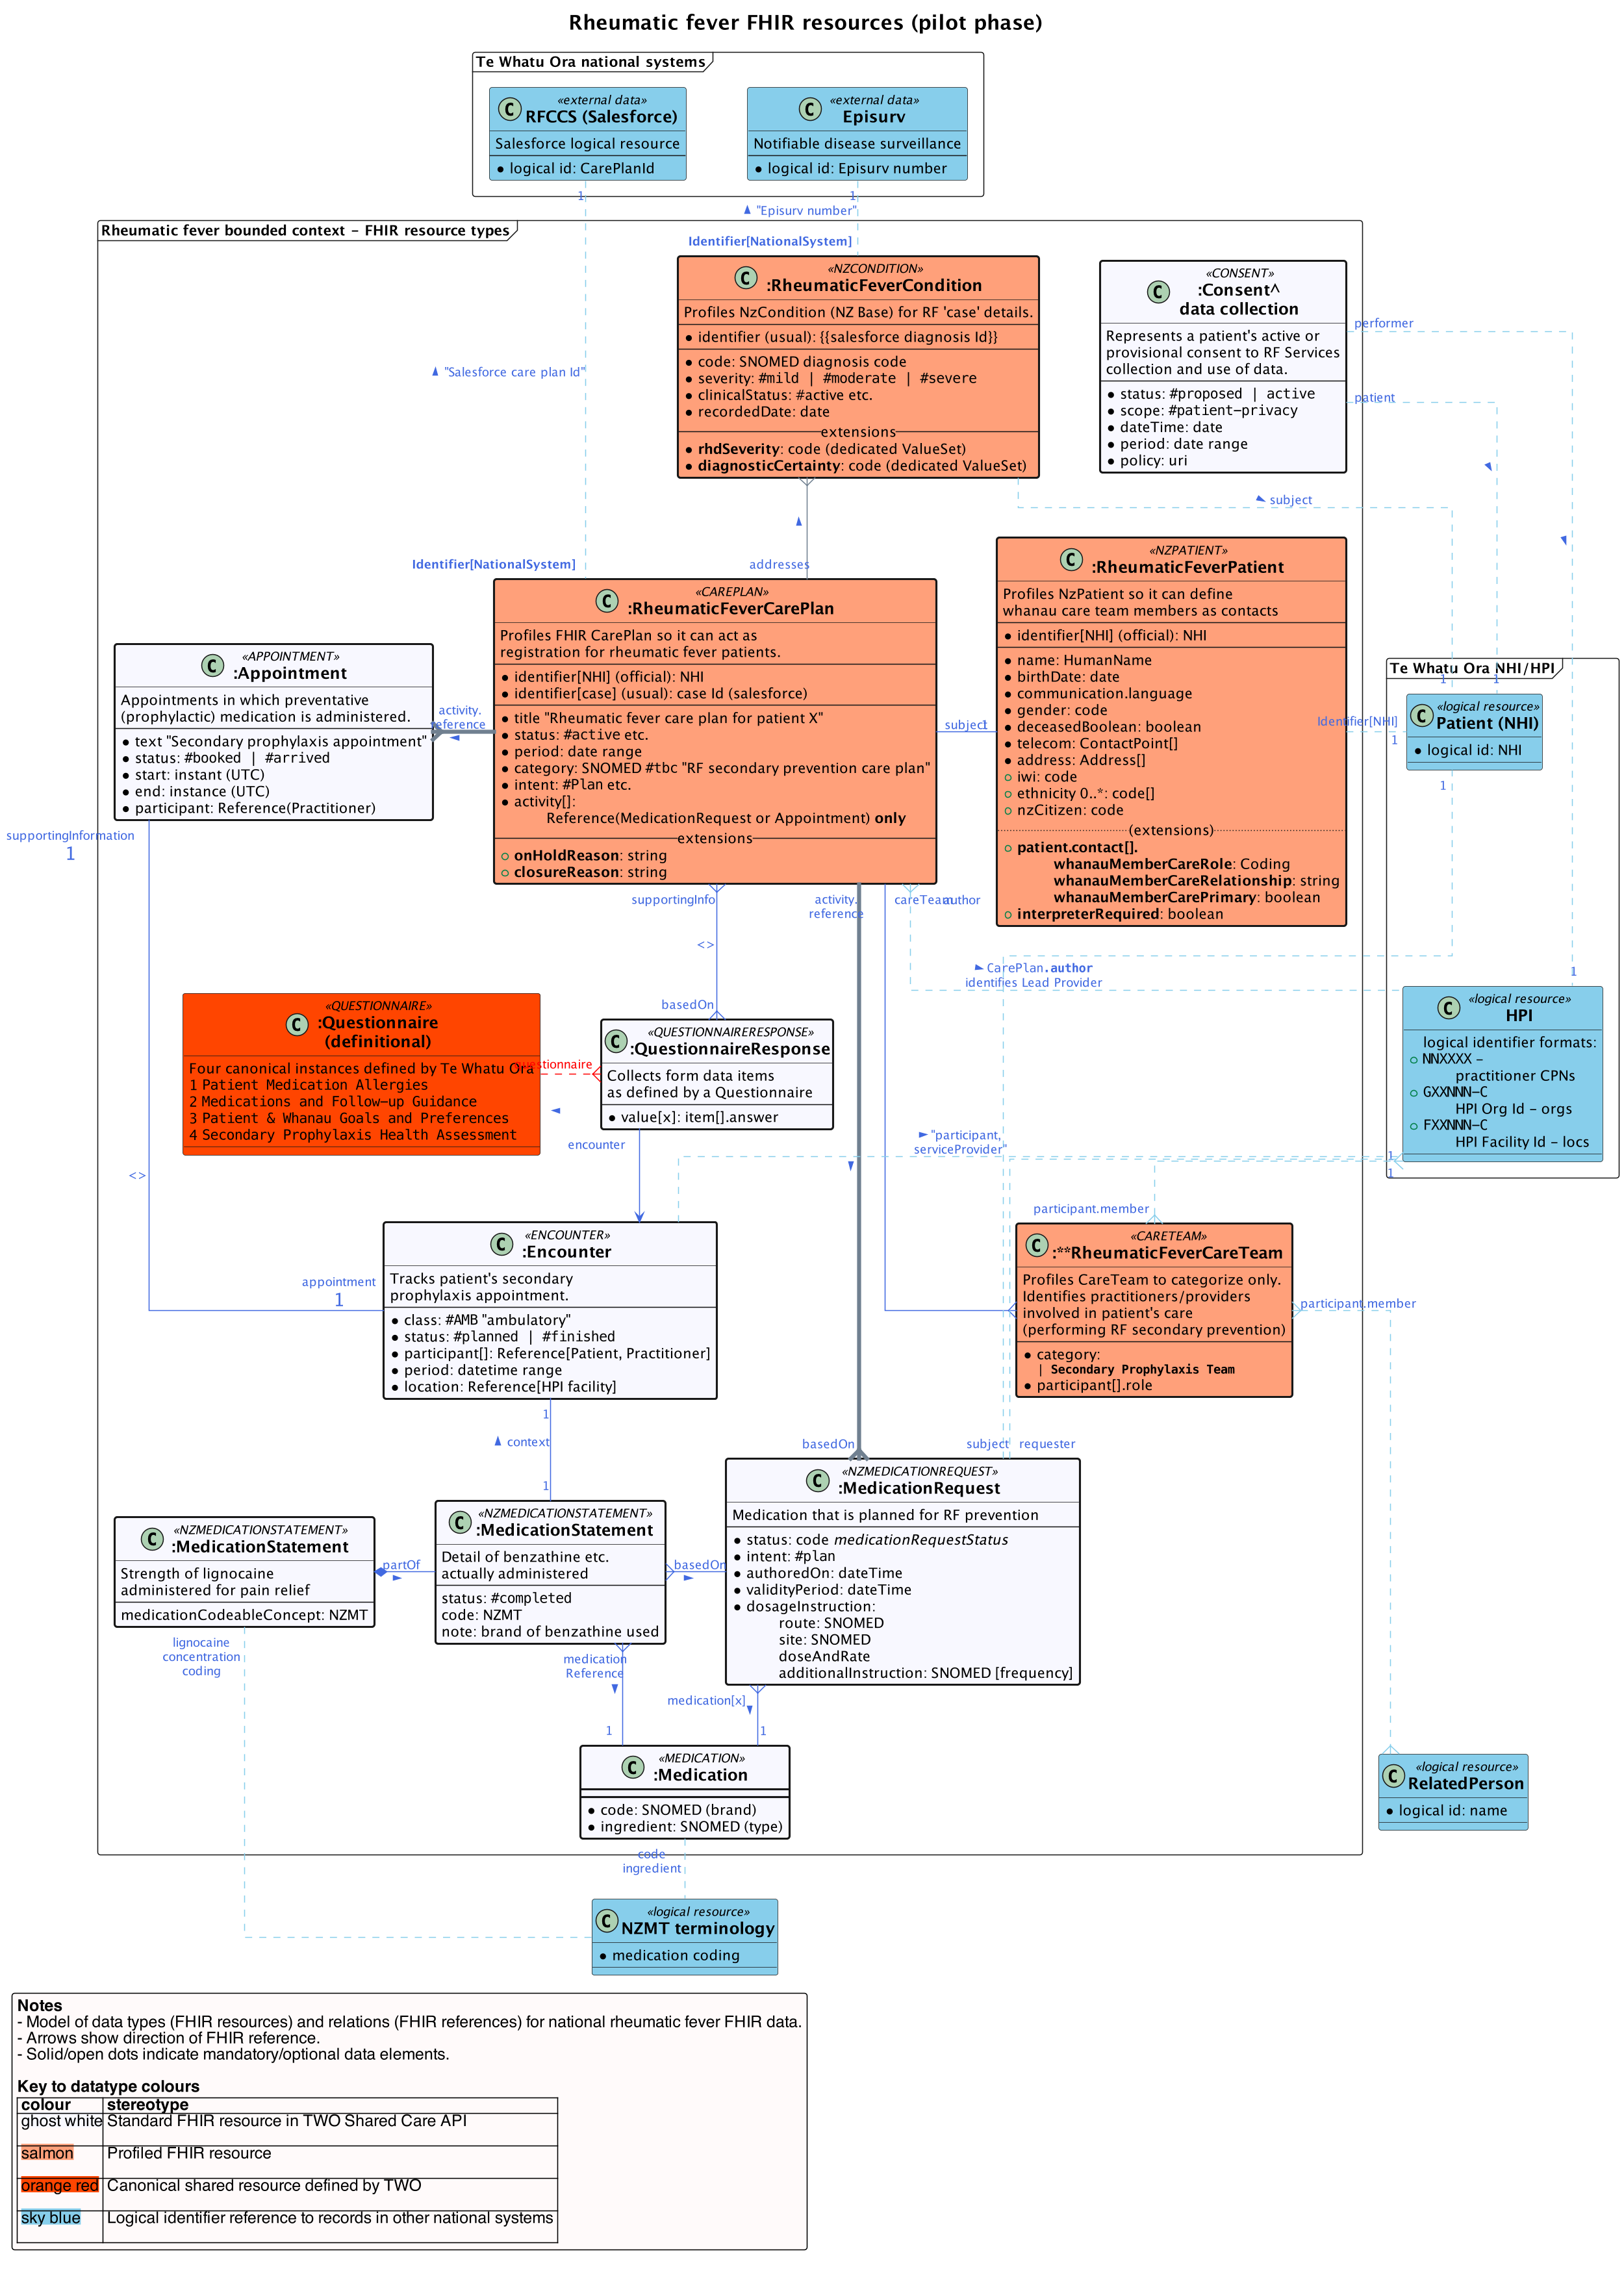 Rheumatic fever FHIR resources (pilot phase)
Te Whatu Ora national systems
C
«external data»
RFCCS (Salesforce)
Salesforce logical resource
logical id: CarePlanId
C
«external data»
Episurv
Notifiable disease surveillance
logical id: Episurv number
1
1
"Episurv number"
Identifier[NationalSystem]
"Salesforce care plan Id"
Identifier[NationalSystem]
Rheumatic fever bounded context - FHIR resource types
C
«NZCONDITION»
:RheumaticFeverCondition
Profiles NzCondition (NZ Base) for RF 'case' details.
identifier (usual): {{salesforce diagnosis Id}}
code: SNOMED diagnosis code
severity: #mild | #moderate | #severe
clinicalStatus: #active etc.
recordedDate: date
extensions
rhdSeverity: code (dedicated ValueSet)
diagnosticCertainty: code (dedicated ValueSet)
C
«CONSENT»
:Consent^
data collection
Represents a patient's active or
provisional consent to RF Services
collection and use of data.
status: #proposed | active
scope: #patient-privacy
dateTime: date
period: date range
policy: uri
performer
patient
subject
addresses
C
«CAREPLAN»
:RheumaticFeverCarePlan
Profiles FHIR CarePlan so it can act as
registration for rheumatic fever patients.
identifier[NHI] (official): NHI
identifier[case] (usual): case Id (salesforce)
title "Rheumatic fever care plan for patient X"
status: #active etc.
period: date range
category: SNOMED #tbc "RF secondary prevention care plan"
intent: #Plan etc.
activity[]:
Reference(MedicationRequest or Appointment) only
extensions
onHoldReason: string
closureReason: string
C
«NZPATIENT»
:RheumaticFeverPatient
Profiles NzPatient so it can define
whanau care team members as contacts
identifier[NHI] (official): NHI
name: HumanName
birthDate: date
communication.language
gender: code
deceasedBoolean: boolean
telecom: ContactPoint[]
address: Address[]
iwi: code
ethnicity 0..*: code[]
nzCitizen: code
(extensions)
patient.contact[].
whanauMemberCareRole: Coding
whanauMemberCareRelationship: string
whanauMemberCarePrimary: boolean
interpreterRequired: boolean
C
«APPOINTMENT»
:Appointment
Appointments in which preventative
(prophylactic) medication is administered.
text "Secondary prophylaxis appointment"
status: #booked | #arrived
start: instant (UTC)
end: instance (UTC)
participant: Reference(Practitioner)
activity.
reference
subject
1
Te Whatu Ora NHI/HPI
1
1
C
«logical resource»
Patient (NHI)
logical id: NHI
Identifier[NHI]
1
1
supportingInformation
1
supportingInfo
<>
basedOn
activity.
reference
careTeam
author
CarePlan.author
identifies Lead Provider
1
C
«logical resource»
HPI
logical identifier formats:
NNXXXX -
practitioner CPNs
GXXNNN-C
HPI Org Id - orgs
FXXNNN-C
HPI Facility Id - locs
C
«QUESTIONNAIRE»
:Questionnaire
(definitional)
Four canonical instances defined by Te Whatu Ora
1 Patient Medication Allergies
2 Medications and Follow-up Guidance
3 Patient & Whanau Goals and Preferences
4 Secondary Prophylaxis Health Assessment
questionnaire
C
«QUESTIONNAIRERESPONSE»
:QuestionnaireResponse
Collects form data items
as defined by a Questionnaire
value[x]: item[].answer
encounter
"participant,
serviceProvider"
1
1
<>
participant.member
C
«ENCOUNTER»
:Encounter
Tracks patient's secondary
prophylaxis appointment.
class: #AMB "ambulatory"
status: #planned | #finished
participant[]: Reference[Patient, Practitioner]
period: datetime range
location: Reference[HPI facility]
appointment
1
C
«CARETEAM»
:**RheumaticFeverCareTeam
Profiles CareTeam to categorize only.
Identifies practitioners/providers
involved in patient's care
(performing RF secondary prevention)
category:
| Secondary Prophylaxis Team
participant[].role
participant.member
1
context
1
basedOn
subject
requester
C
«NZMEDICATIONREQUEST»
:MedicationRequest
Medication that is planned for RF prevention
status: code medicationRequestStatus
intent: #plan
authoredOn: dateTime
validityPeriod: dateTime
dosageInstruction:
route: SNOMED
site: SNOMED
doseAndRate
additionalInstruction: SNOMED [frequency]
C
«NZMEDICATIONSTATEMENT»
:MedicationStatement
Strength of lignocaine
administered for pain relief
medicationCodeableConcept: NZMT
partOf
C
«NZMEDICATIONSTATEMENT»
:MedicationStatement
Detail of benzathine etc.
actually administered
status: #completed
code: NZMT
note: brand of benzathine used
basedOn
lignocaine
concentration
coding
medication
Reference
1
medication[x]
1
C
«MEDICATION»
:Medication
code: SNOMED (brand)
ingredient: SNOMED (type)
C
«logical resource»
RelatedPerson
logical id: name
code
ingredient
C
«logical resource»
NZMT terminology
medication coding
Notes
- Model of data types (FHIR resources) and relations (FHIR references) for national rheumatic fever FHIR data.
- Arrows show direction of FHIR reference.
- Solid/open dots indicate mandatory/optional data elements.
Key to datatype colours
colour stereotype
ghost white Standard FHIR resource in TWO Shared Care API
salmon Profiled FHIR resource
orange red Canonical shared resource defined by TWO
sky blue Logical identifier reference to records in other national systems